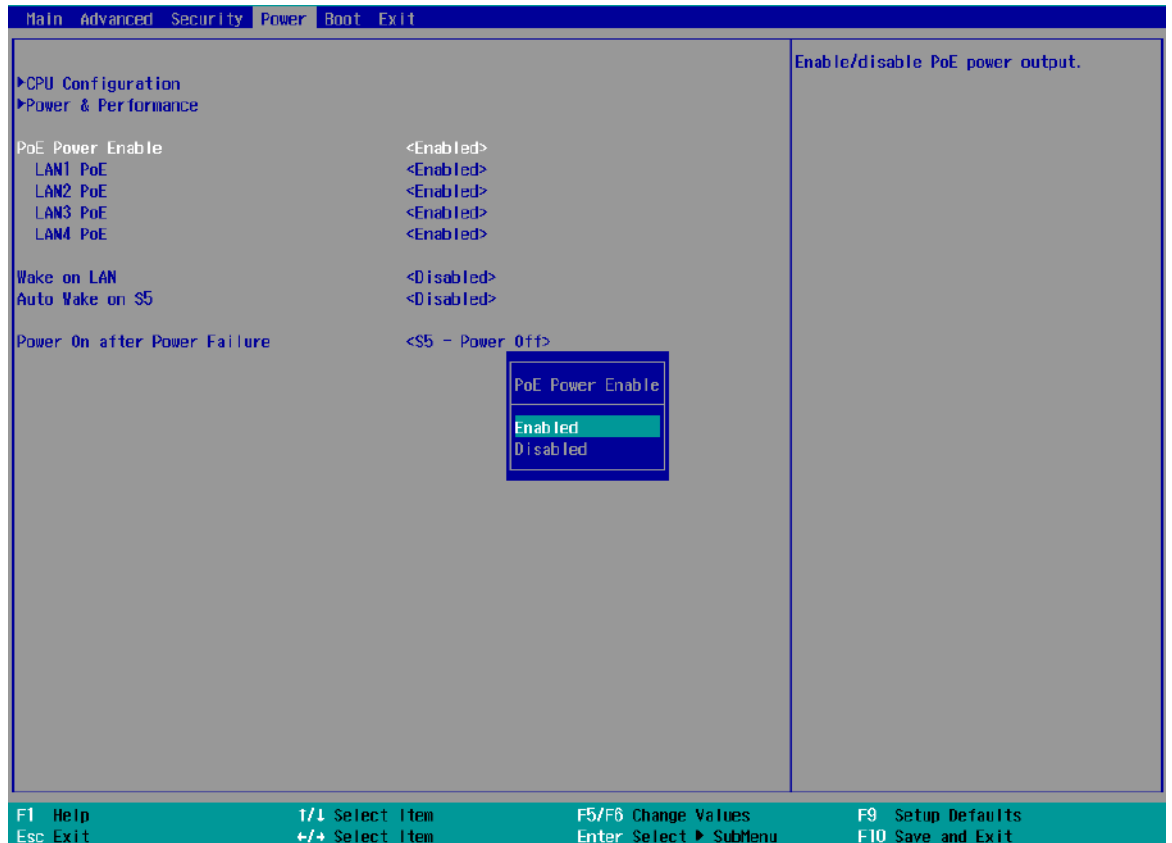 Main Advanced Security Power Boot Exit
Enable/disable PoE power output.
▶CPU Configuration
▶Power & Performance
PoE Power Enable <Enabled>
LAN1 PoE <Enabled>
LAN2 PoE <Enabled>
LAN3 PoE <Enabled>
LAN4 PoE <Enabled>
Wake on LAN <Disabled>
Auto Wake on S5 <Disabled>
Power On after Power Failure <S5 - Power Off>
PoE Power Enable
Enabled
Disabled
F1 Help ↑/↓ Select Item F5/F6 Change Values F9 Setup Defaults
Esc Exit ←/→ Select Item Enter Select ▶ SubMenu F10 Save and Exit